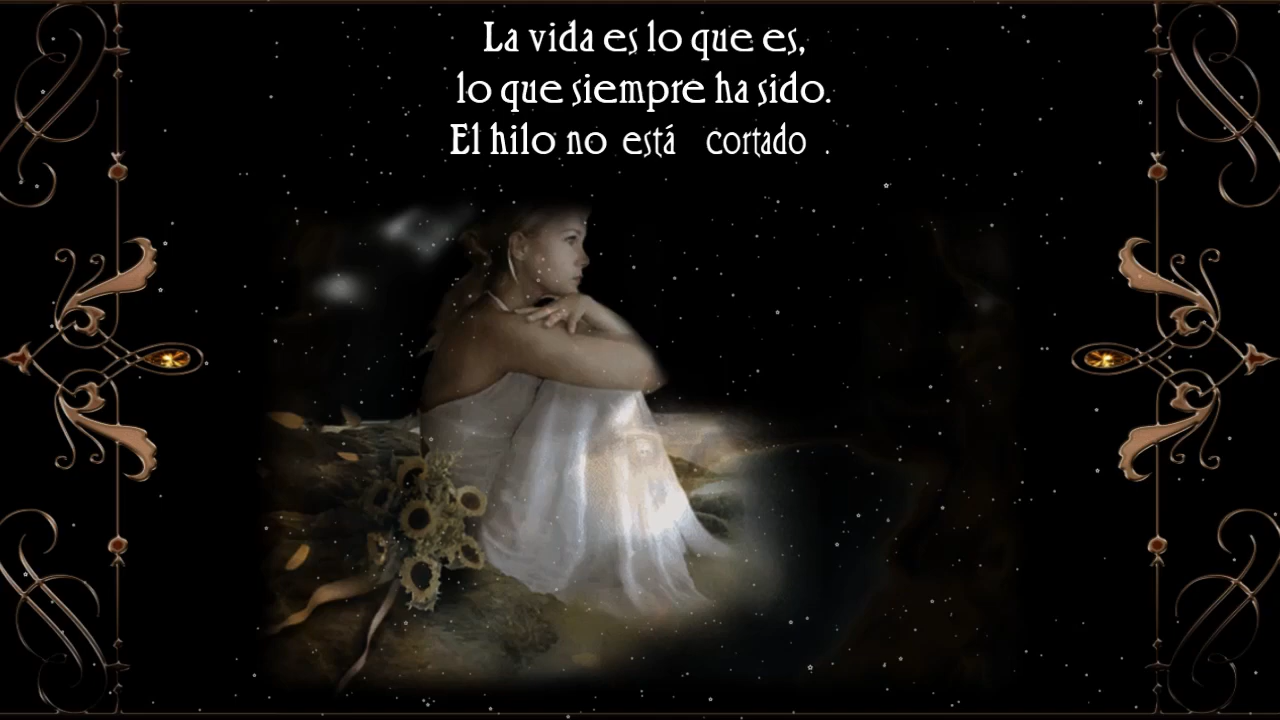 La vida es lo que es,
lo que siempre ha sido.
El hilo no está cortado .